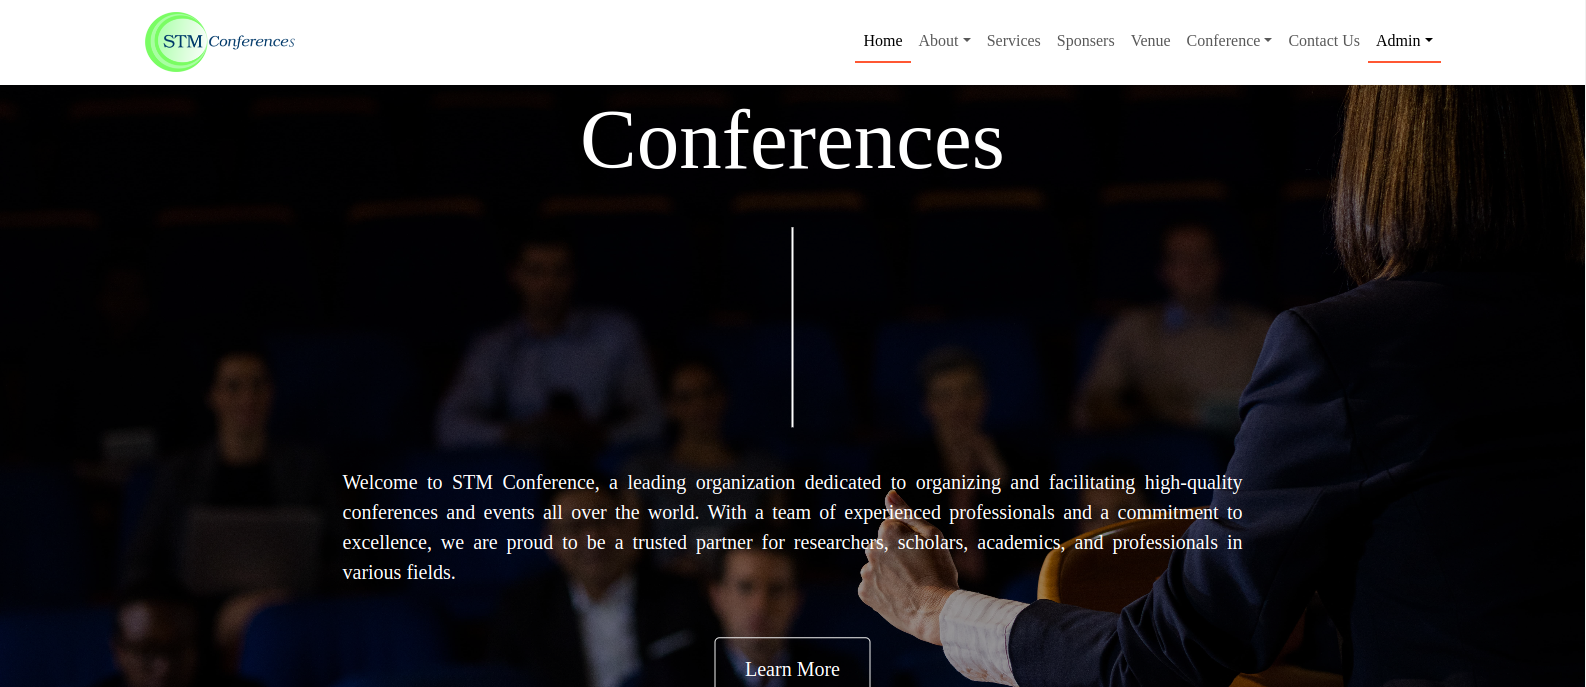 STM Conferences
Home About Services Sponsers Venue Conference Contact Us Admin
Conferences
Welcome to STM Conference, a leading organization dedicated to organizing and facilitating high-quality
conferences and events all over the world. With a team of experienced professionals and a commitment to
excellence, we are proud to be a trusted partner for researchers, scholars, academics, and professionals in
various fields.
Learn More